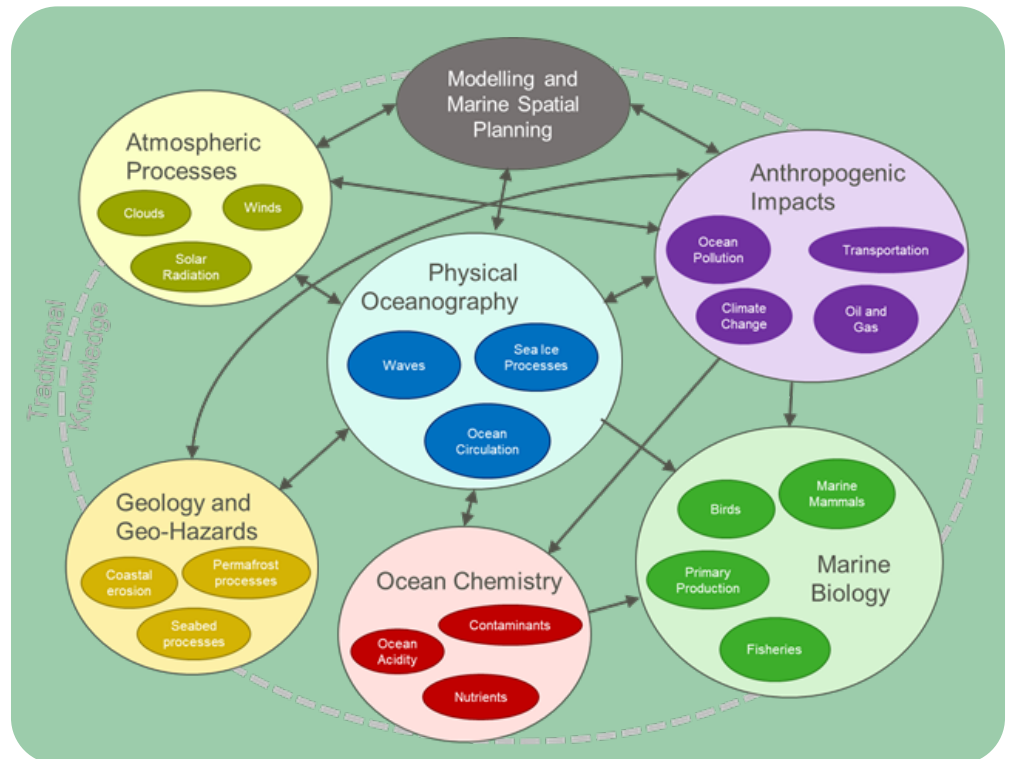 Modelling and
Marine Spatial
Planning
Atmospheric
Processes
Clouds
Winds
Solar
Radiation
Anthropogenic
Impacts
Ocean
Pollution
Transportation
Climate
Change
Oil and
Gas
Physical
Oceanography
Waves
Sea Ice
Processes
Ocean
Circulation
Traditional
Knowledge
Geology and
Geo-Hazards
Coastal
erosion
Permafrost
processes
Seabed
processes
Ocean Chemistry
Contaminants
Ocean
Acidity
Nutrients
Birds
Marine
Mammals
Primary
Production
Marine
Biology
Fisheries